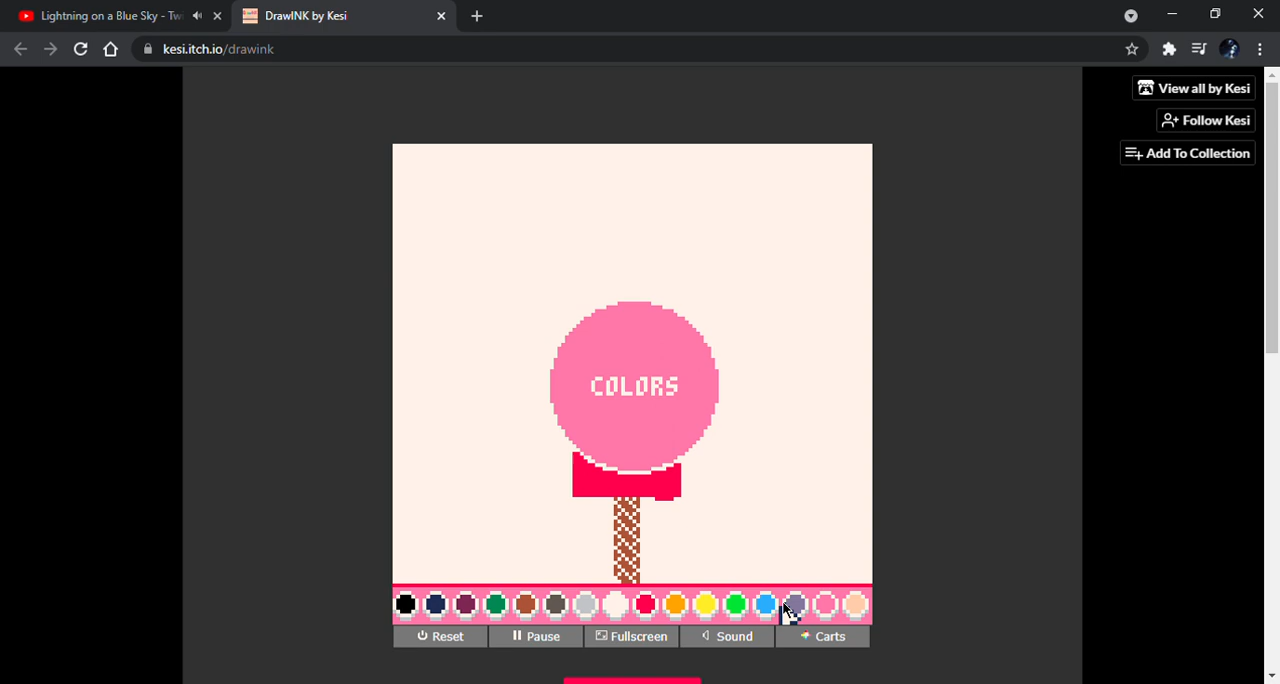 Lightning on a Blue Sky - Tw
DrawINK by Kesi
kesi.itch.io/drawink
View all by Kesi
Follow Kesi
Add To Collection
COLORS
Reset
Pause
Fullscreen
Sound
Carts